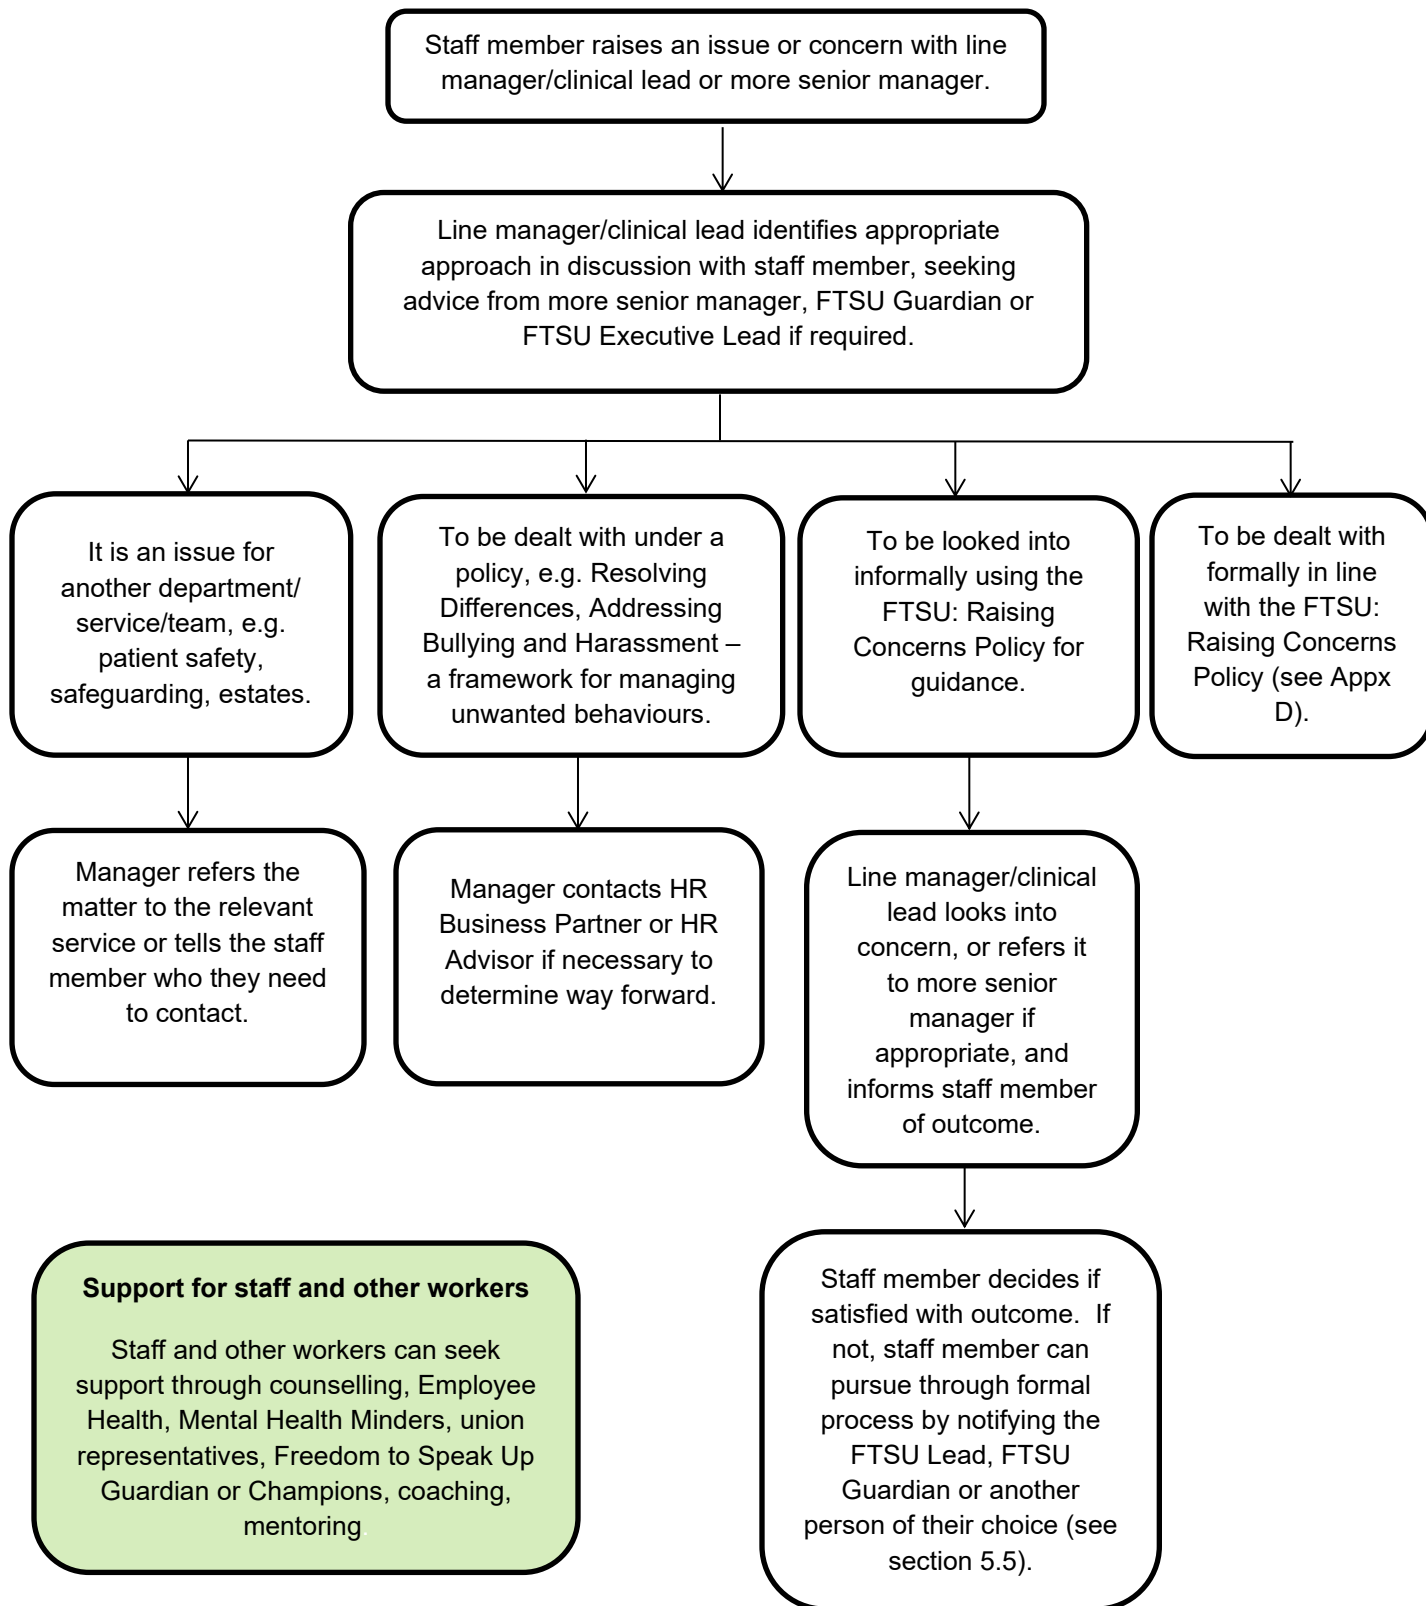 Staff member raises an issue or concern with line
manager/clinical lead or more senior manager.
Line manager/clinical lead identifies appropriate
approach in discussion with staff member, seeking
advice from more senior manager, FTSU Guardian or
FTSU Executive Lead if required.
It is an issue for
another department/
service/team, e.g.
patient safety,
safeguarding, estates.
To be dealt with under a
policy, e.g. Resolving
Differences, Addressing
Bullying and Harassment –
a framework for managing
unwanted behaviours.
To be looked into
informally using the
FTSU: Raising
Concerns Policy for
guidance.
To be dealt with
formally in line
with the FTSU:
Raising Concerns
Policy (see Appx
D).
Manager refers the
matter to the relevant
service or tells the staff
member who they need
to contact.
Manager contacts HR
Business Partner or HR
Advisor if necessary to
determine way forward.
Line manager/clinical
lead looks into
concern, or refers it
to more senior
manager if
appropriate, and
informs staff member
of outcome.
Support for staff and other workers
Staff and other workers can seek
support through counselling, Employee
Health, Mental Health Minders, union
representatives, Freedom to Speak Up
Guardian or Champions, coaching,
mentoring.
Staff member decides if
satisfied with outcome.  If
not, staff member can
pursue through formal
process by notifying the
FTSU Lead, FTSU
Guardian or another
person of their choice (see
section 5.5).